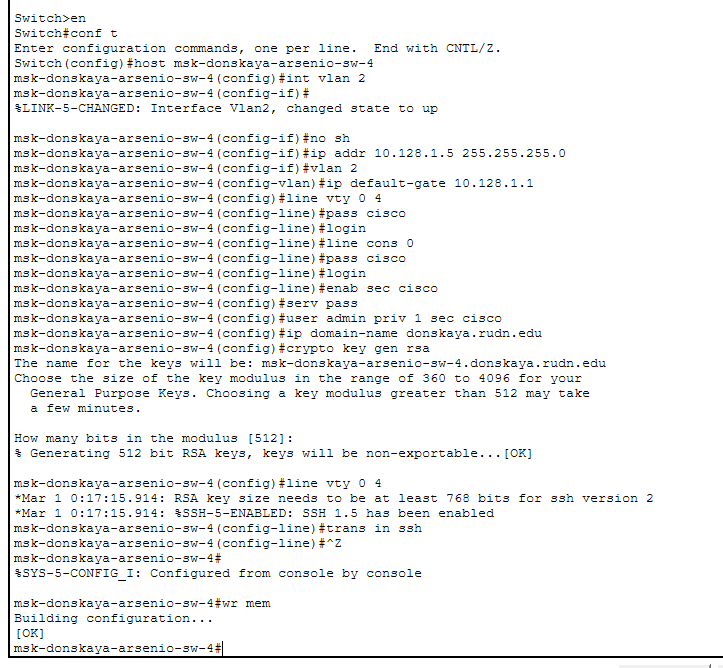 Switch>en
Switch#conf t
Enter configuration commands, one per line.  End with CNTL/Z.
Switch(config)#host msk-donskaya-arsenio-sw-4
msk-donskaya-arsenio-sw-4(config)#int vlan 2
msk-donskaya-arsenio-sw-4(config-if)#
%LINK-5-CHANGED: Interface Vlan2, changed state to up

msk-donskaya-arsenio-sw-4(config-if)#no sh
msk-donskaya-arsenio-sw-4(config-if)#ip addr 10.128.1.5 255.255.255.0
msk-donskaya-arsenio-sw-4(config-if)#vlan 2
msk-donskaya-arsenio-sw-4(config-vlan)#ip default-gate 10.128.1.1
msk-donskaya-arsenio-sw-4(config)#line vty 0 4
msk-donskaya-arsenio-sw-4(config-line)#pass cisco
msk-donskaya-arsenio-sw-4(config-line)#login
msk-donskaya-arsenio-sw-4(config-line)#line cons 0
msk-donskaya-arsenio-sw-4(config-line)#pass cisco
msk-donskaya-arsenio-sw-4(config-line)#login
msk-donskaya-arsenio-sw-4(config-line)#enab sec cisco
msk-donskaya-arsenio-sw-4(config)#serv pass
msk-donskaya-arsenio-sw-4(config)#user admin priv 1 sec cisco
msk-donskaya-arsenio-sw-4(config)#ip domain-name donskaya.rudn.edu
msk-donskaya-arsenio-sw-4(config)#crypto key gen rsa
The name for the keys will be: msk-donskaya-arsenio-sw-4.donskaya.rudn.edu
Choose the size of the key modulus in the range of 360 to 4096 for your
  General Purpose Keys. Choosing a key modulus greater than 512 may take
  a few minutes.

How many bits in the modulus [512]:
% Generating 512 bit RSA keys, keys will be non-exportable...[OK]

msk-donskaya-arsenio-sw-4(config)#line vty 0 4
*Mar 1 0:17:15.914: RSA key size needs to be at least 768 bits for ssh version 2
*Mar 1 0:17:15.914: %SSH-5-ENABLED: SSH 1.5 has been enabled
msk-donskaya-arsenio-sw-4(config-line)#trans in ssh
msk-donskaya-arsenio-sw-4(config-line)#^Z
msk-donskaya-arsenio-sw-4#
%SYS-5-CONFIG_I: Configured from console by console

msk-donskaya-arsenio-sw-4#wr mem
Building configuration...
[OK]
msk-donskaya-arsenio-sw-4#